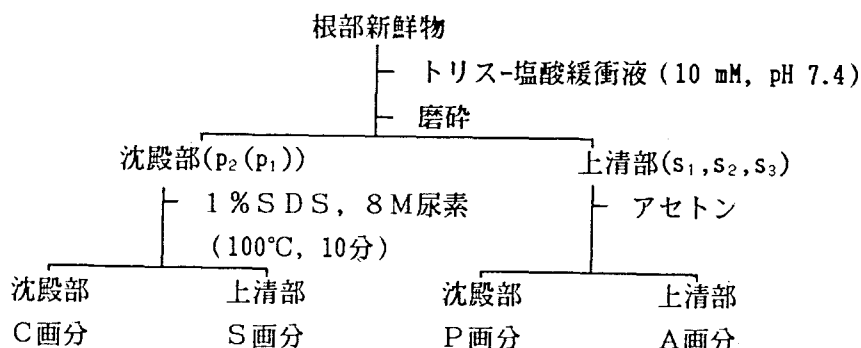 根部新鮮物
トリス-塩酸緩衝液 (10 mM, pH 7.4)
磨砕
沈殿部(p₂(p₁))
上清部(s₁,s₂,s₃)
1%SDS, 8M尿素
アセトン
(100℃, 10分)
沈殿部 上清部 沈殿部 上清部
C画分 S画分 P画分 A画分